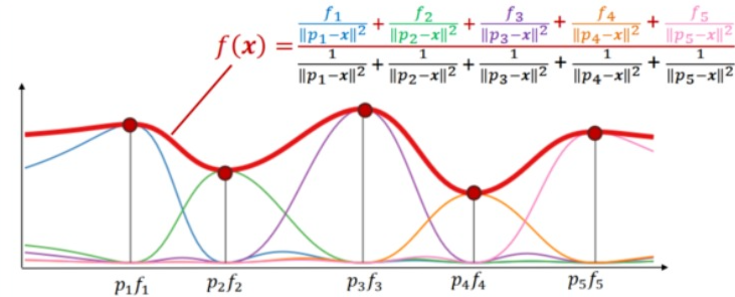 f₁ + f₂ + f₃ + f₄ + f₅
‖p₁−x‖² ‖p₂−x‖² ‖p₃−x‖² ‖p₄−x‖² ‖p₅−x‖²
f(x) =
1 + 1 + 1 + 1 + 1
‖p₁−x‖² ‖p₂−x‖² ‖p₃−x‖² ‖p₄−x‖² ‖p₅−x‖²
p₁f₁ p₂f₂ p₃f₃ p₄f₄ p₅f₅